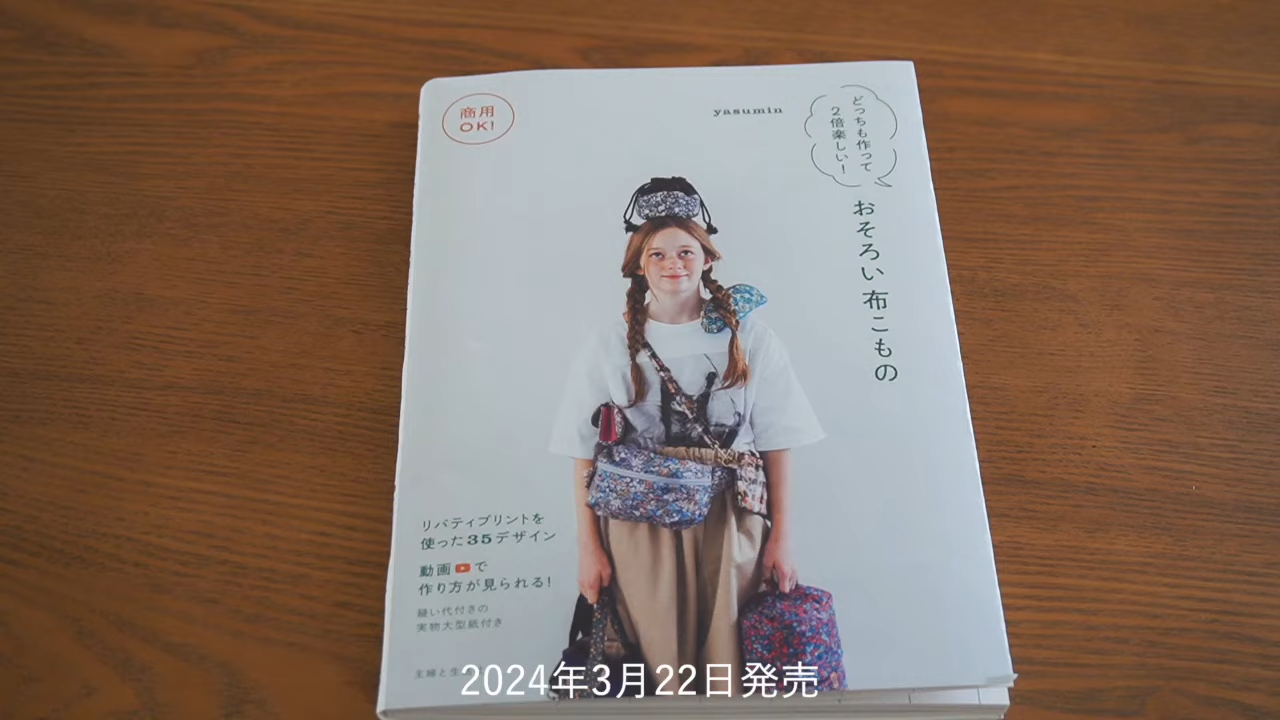 商用
OK!
yasumin
どっちも作って
2倍楽しい!
おそろい布こもの
リバティプリントを
使った35デザイン
動画で
作り方が見られる!
縫い代付きの
実物大型紙付き
主婦と生
2024年3月22日発売